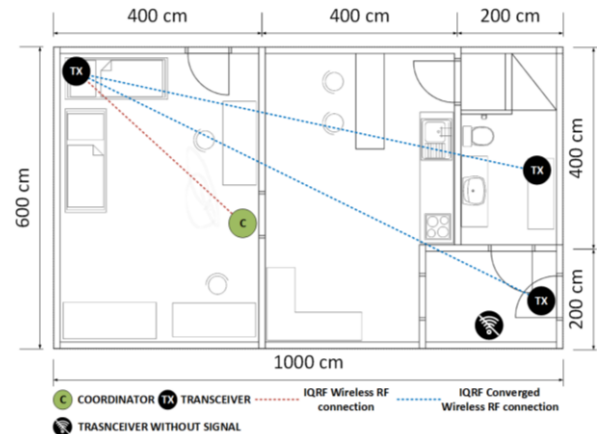 400 cm 400 cm 200 cm
TX
600 cm
400 cm
TX
C
200 cm
TX
1000 cm
C COORDINATOR TX TRANSCEIVER IQRF Wireless RF connection IQRF Converged Wireless RF connection
TRASNCEIVER WITHOUT SIGNAL